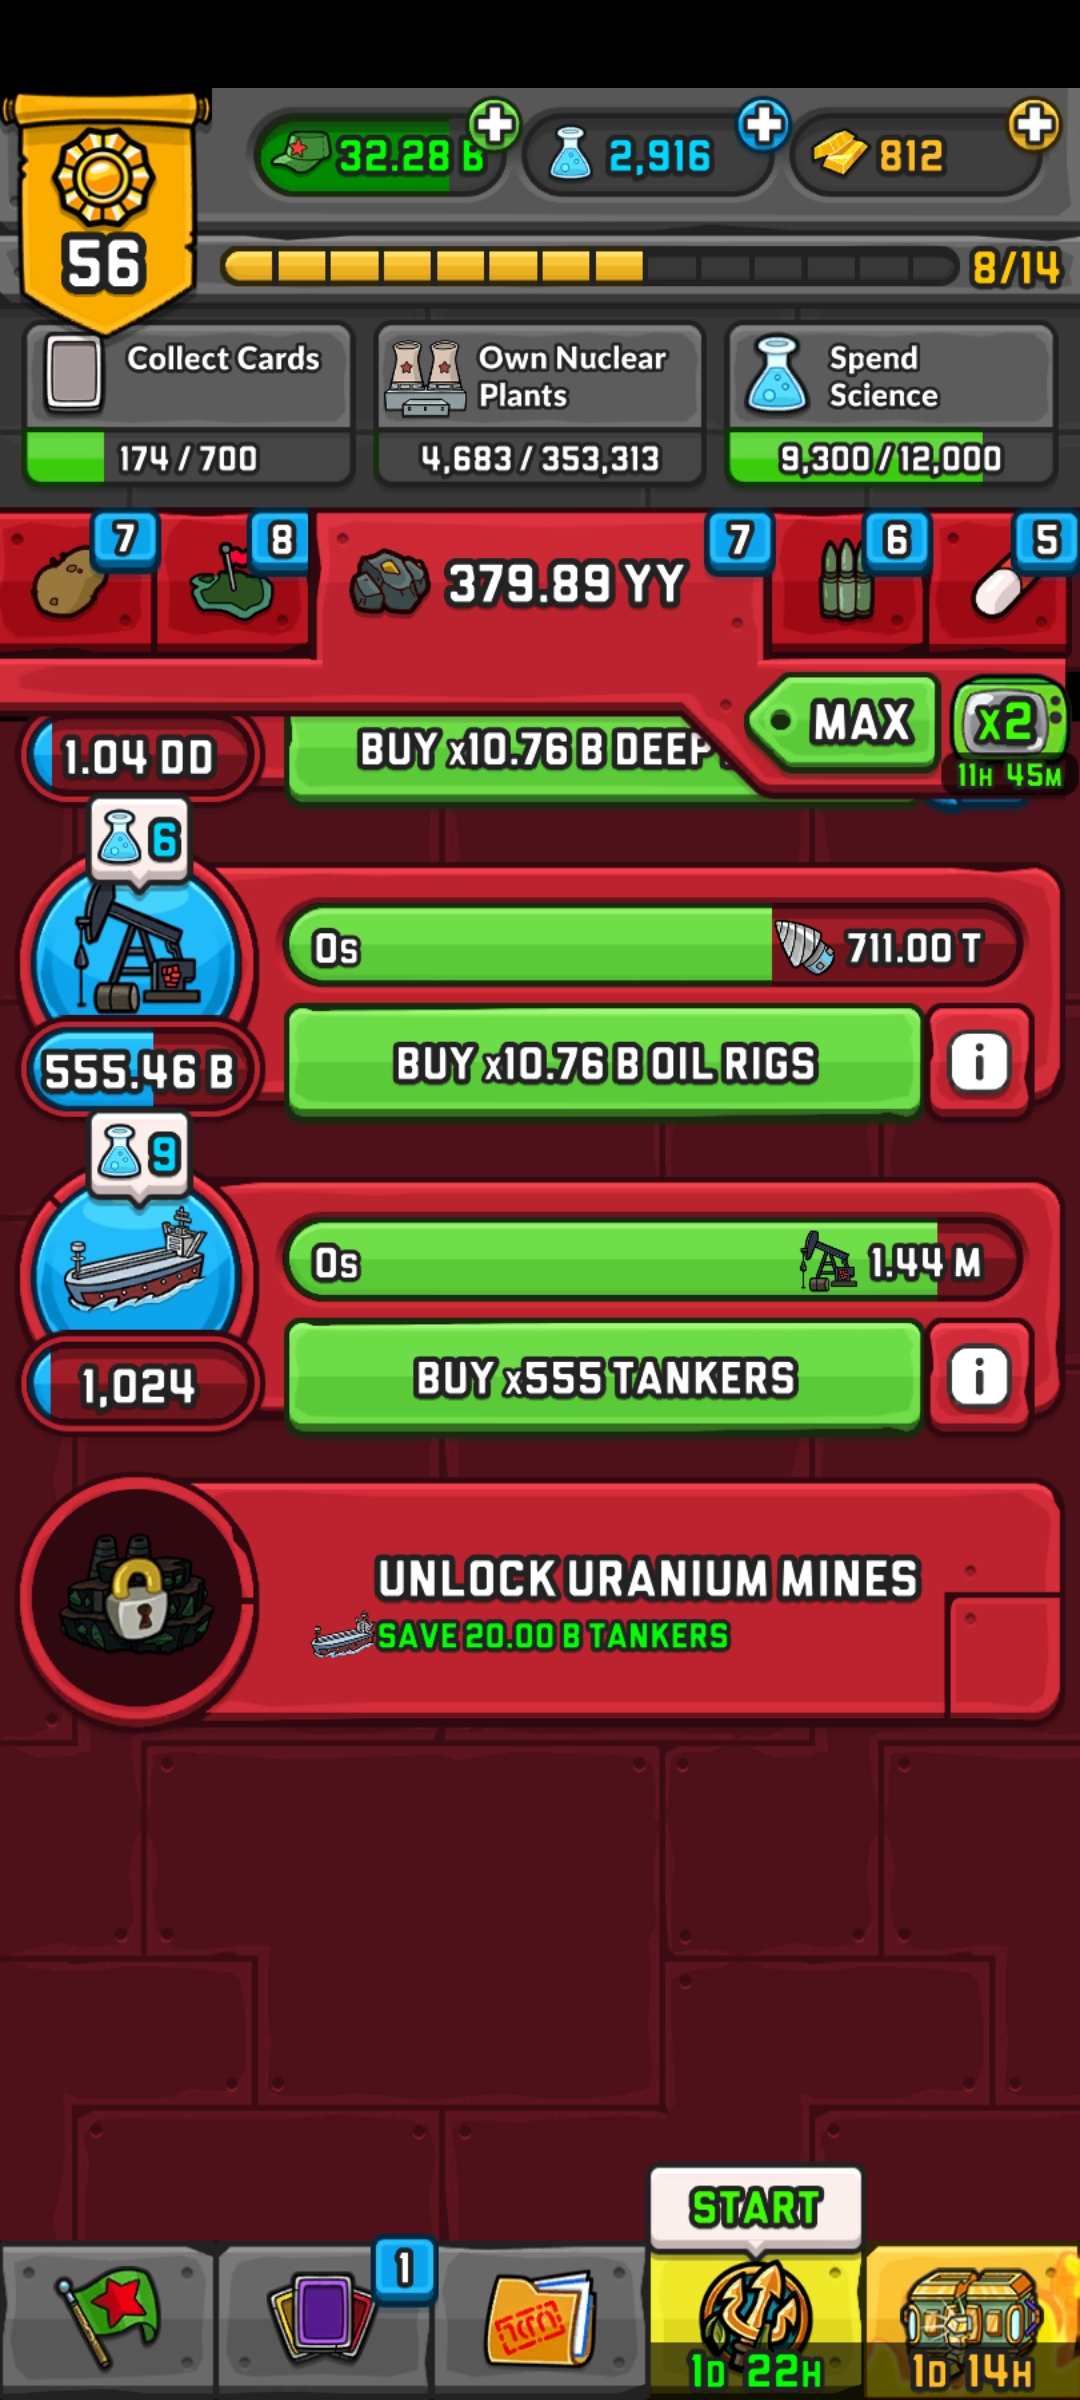 56
32.28 B
2,916
812
8/14
Collect Cards
174 / 700
Own Nuclear
Plants
4,683 / 353,313
Spend
Science
9,300 / 12,000
7
8
379.89 YY
7
6
5
MAX
x2
11H 45M
1.04 DD
BUY x10.76 B DEEP
6
0s
711.00 T
555.46 B
BUY x10.76 B OIL RIGS
i
9
0s
1.44 M
1,024
BUY x555 TANKERS
i
UNLOCK URANIUM MINES
SAVE 20.00 B TANKERS
START
1
1D 22H
1D 14H